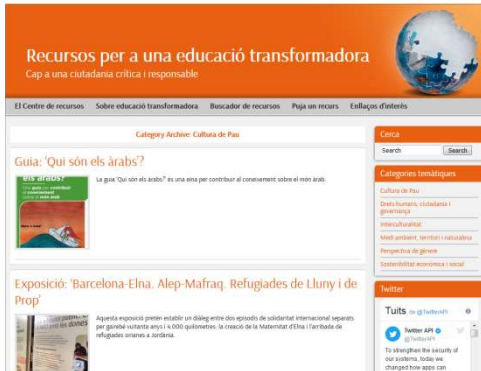 Recursos per a una educació transformadora
Cap a una ciutadania crítica i responsable
El Centre de recursos Sobre educació transformadora Buscador de recursos Puja un recurs Enllaços d'interès
Category Archive: Cultura de Pau
Guia: 'Qui són els àrabs'?
els àrabs?
La guia 'Qui són els àrabs?' és una eina per contribuir al coneixement sobre el món àrab.
Exposició: 'Barcelona-Elna. Alep-Mafraq. Refugiades de Lluny i de
Prop'
Aquesta exposició pretén establir un diàleg entre dos episodis de solidaritat internacional separats
per gairebé vuitanta anys i 4.000 quilòmetres: la creació de la Maternitat d'Elna i l'arribada de
refugiades sirianes a Jordània.
Cerca
Search Search
Categories temàtiques
Cultura de Pau
Drets humans, ciutadania i
governança
Interculturalitat
Medi ambient, territori i naturalesa
Perspectiva de gènere
Sostenibilitat econòmica i social
Twitter
Tuits de @TwitterAPI
Twitter API
@TwitterAPI
To strengthen the security of
our systems, today we
changed how apps can